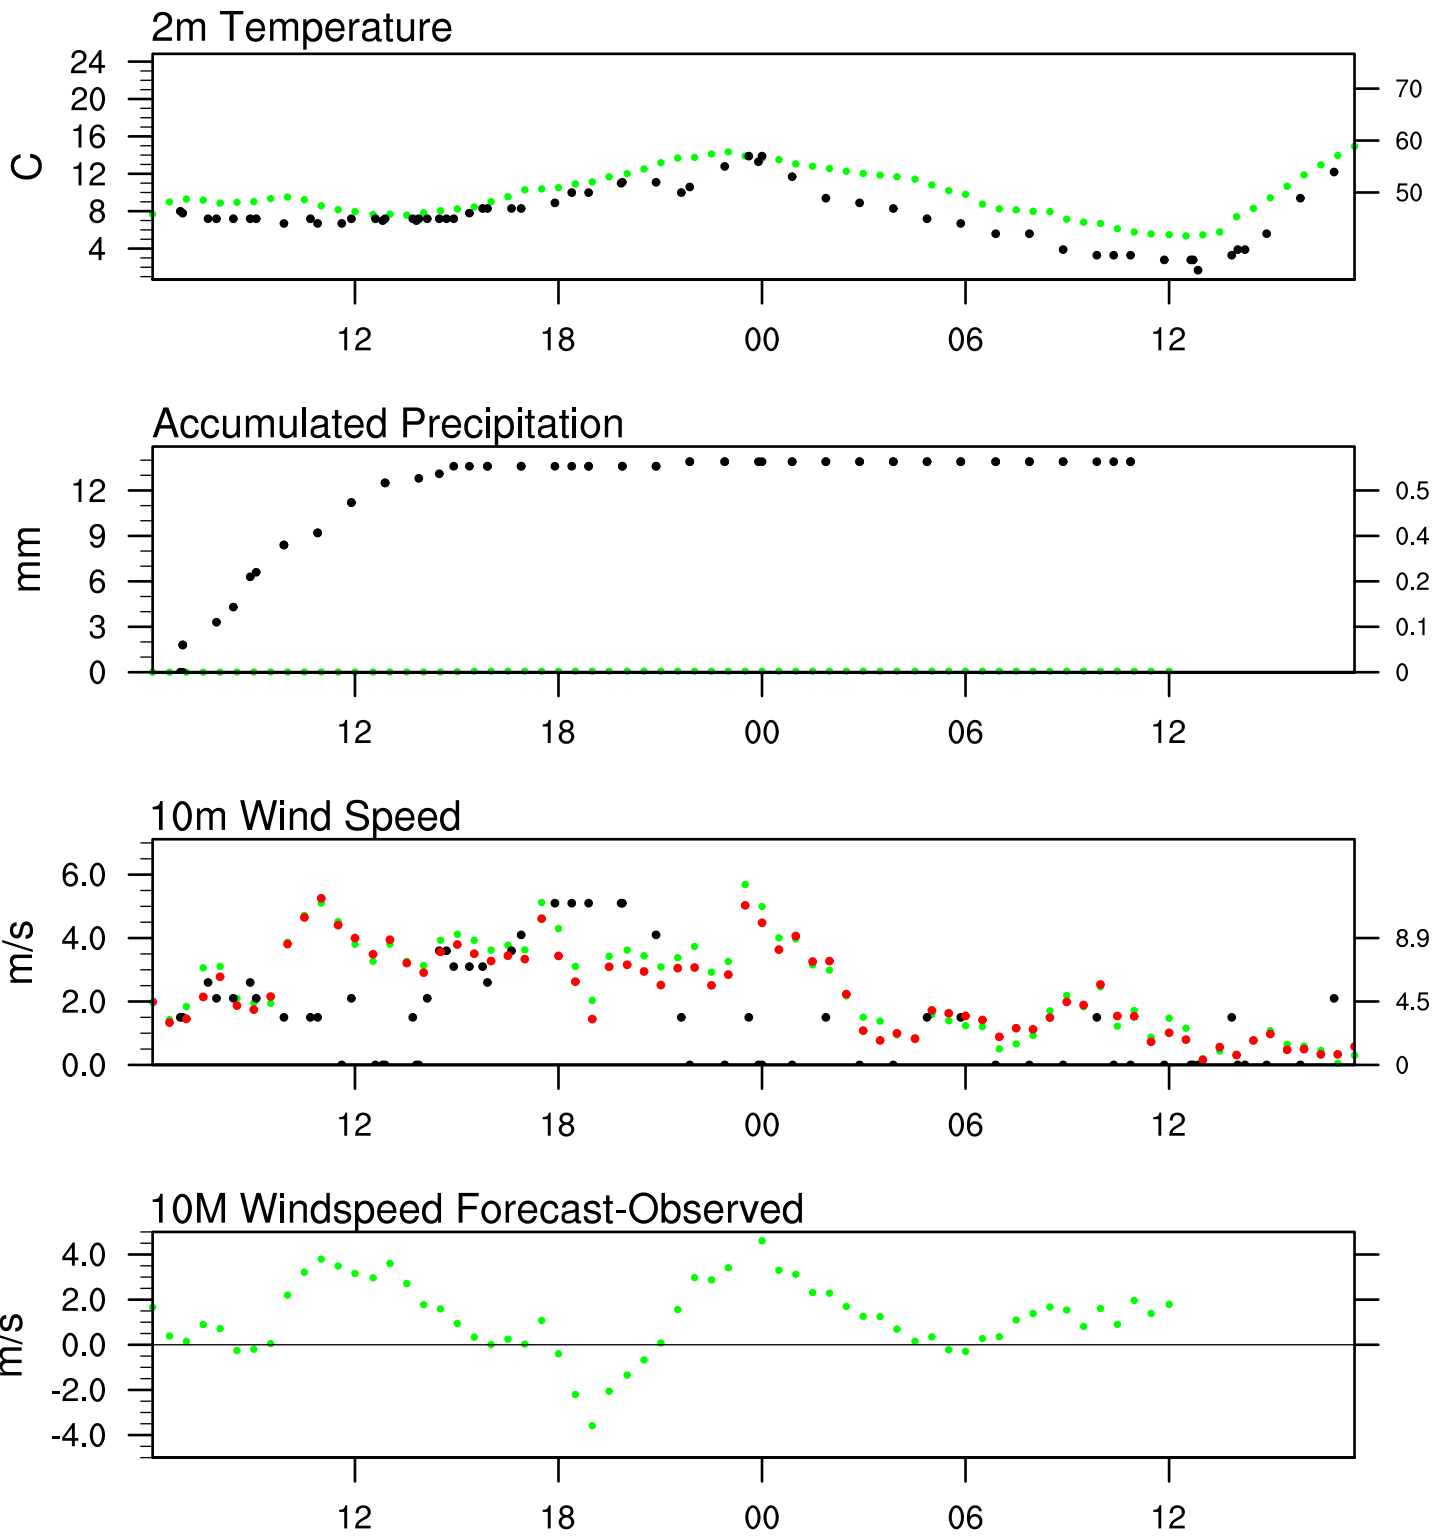 2m Temperature
24
20
16
12
8
4
C
70
60
50
12 18 00 06 12
Accumulated Precipitation
12
9
6
3
0
mm
0.5
0.4
0.2
0.1
0
12 18 00 06 12
10m Wind Speed
6.0
4.0
2.0
0.0
m/s
8.9
4.5
0
12 18 00 06 12
10M Windspeed Forecast-Observed
4.0
2.0
0.0
-2.0
-4.0
m/s
12 18 00 06 12